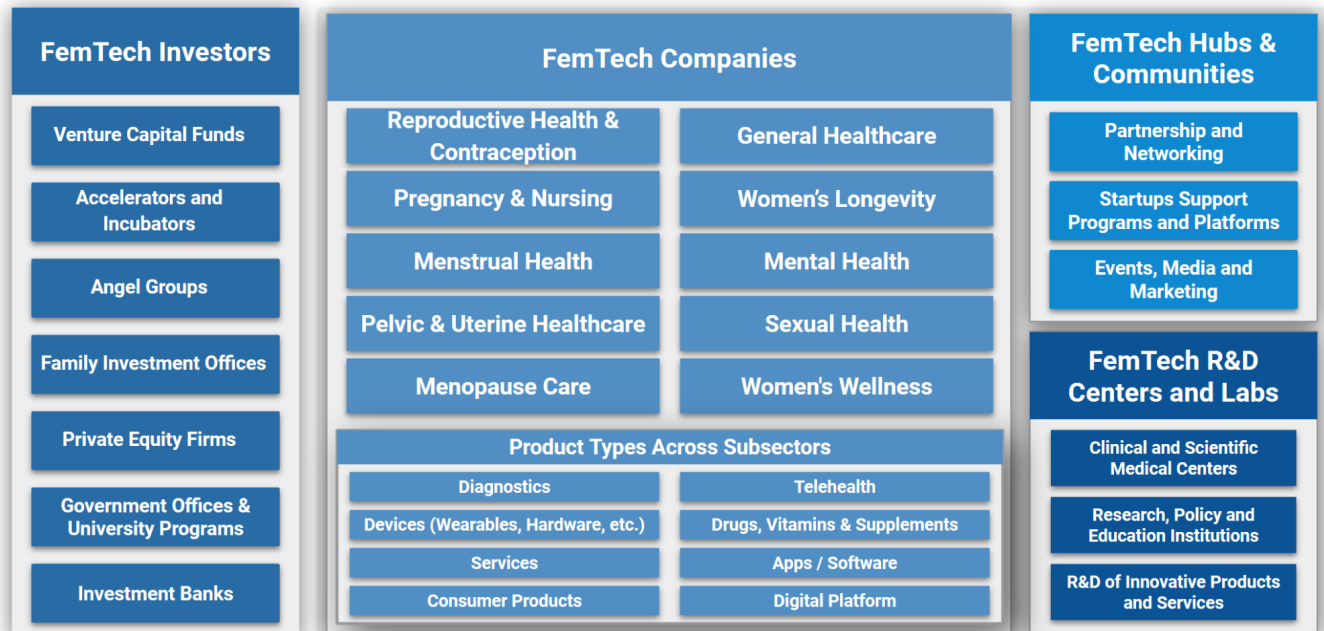 FemTech Investors
Venture Capital Funds
Accelerators and
Incubators
Angel Groups
Family Investment Offices
Private Equity Firms
Government Offices &
University Programs
Investment Banks
FemTech Companies
Reproductive Health &
Contraception
General Healthcare
Pregnancy & Nursing
Women’s Longevity
Menstrual Health
Mental Health
Pelvic & Uterine Healthcare
Sexual Health
Menopause Care
Women's Wellness
Product Types Across Subsectors
Diagnostics
Telehealth
Devices (Wearables, Hardware, etc.)
Drugs, Vitamins & Supplements
Services
Apps / Software
Consumer Products
Digital Platform
FemTech Hubs &
Communities
Partnership and
Networking
Startups Support
Programs and Platforms
Events, Media and
Marketing
FemTech R&D
Centers and Labs
Clinical and Scientific
Medical Centers
Research, Policy and
Education Institutions
R&D of Innovative Products
and Services